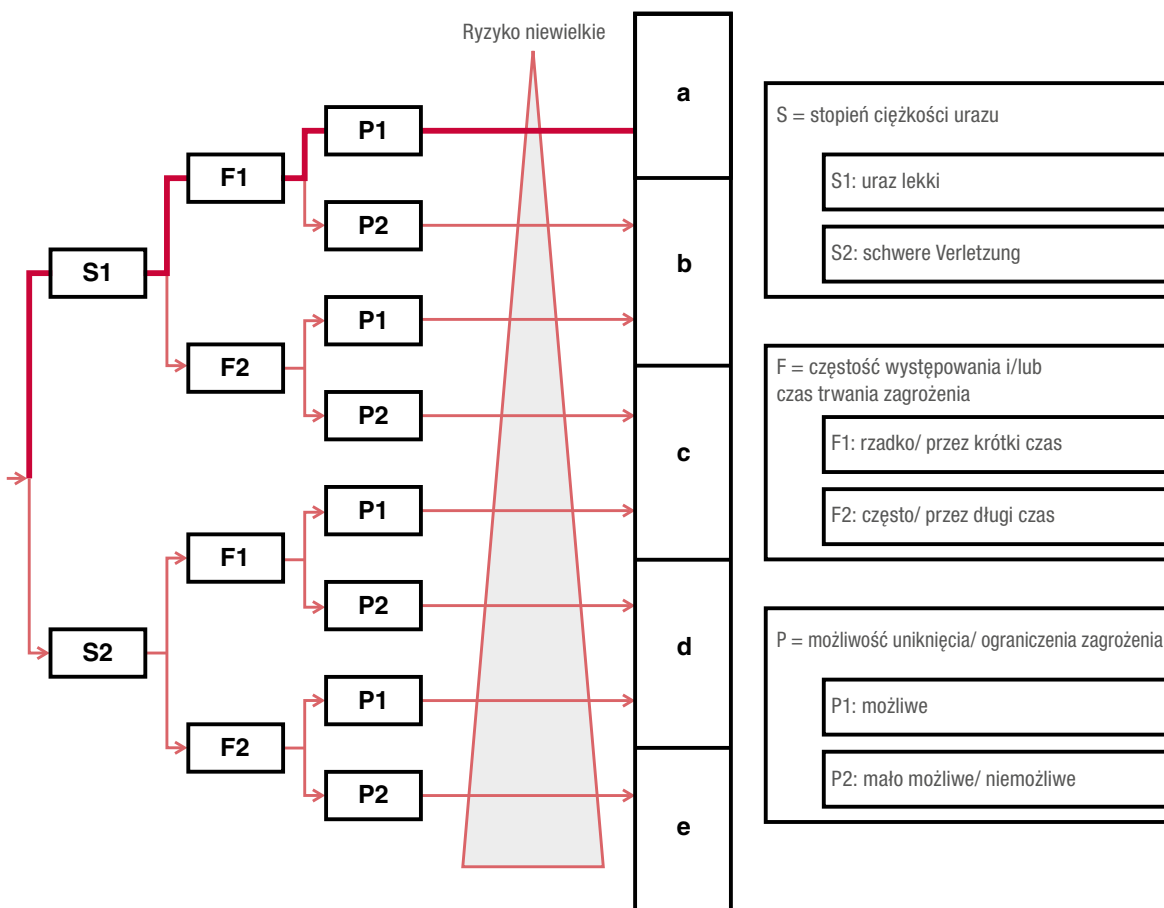 Ryzyko niewielkie
a
P1
F1
P2
b
S1
P1
F2
P2
c
P1
F1
P2
d
S2
P1
F2
P2
e
S = stopień ciężkości urazu
S1: uraz lekki
S2: schwere Verletzung
F = częstość występowania i/lub
czas trwania zagrożenia
F1: rzadko/ przez krótki czas
F2: często/ przez długi czas
P = możliwość uniknięcia/ ograniczenia zagrożenia
P1: możliwe
P2: mało możliwe/ niemożliwe